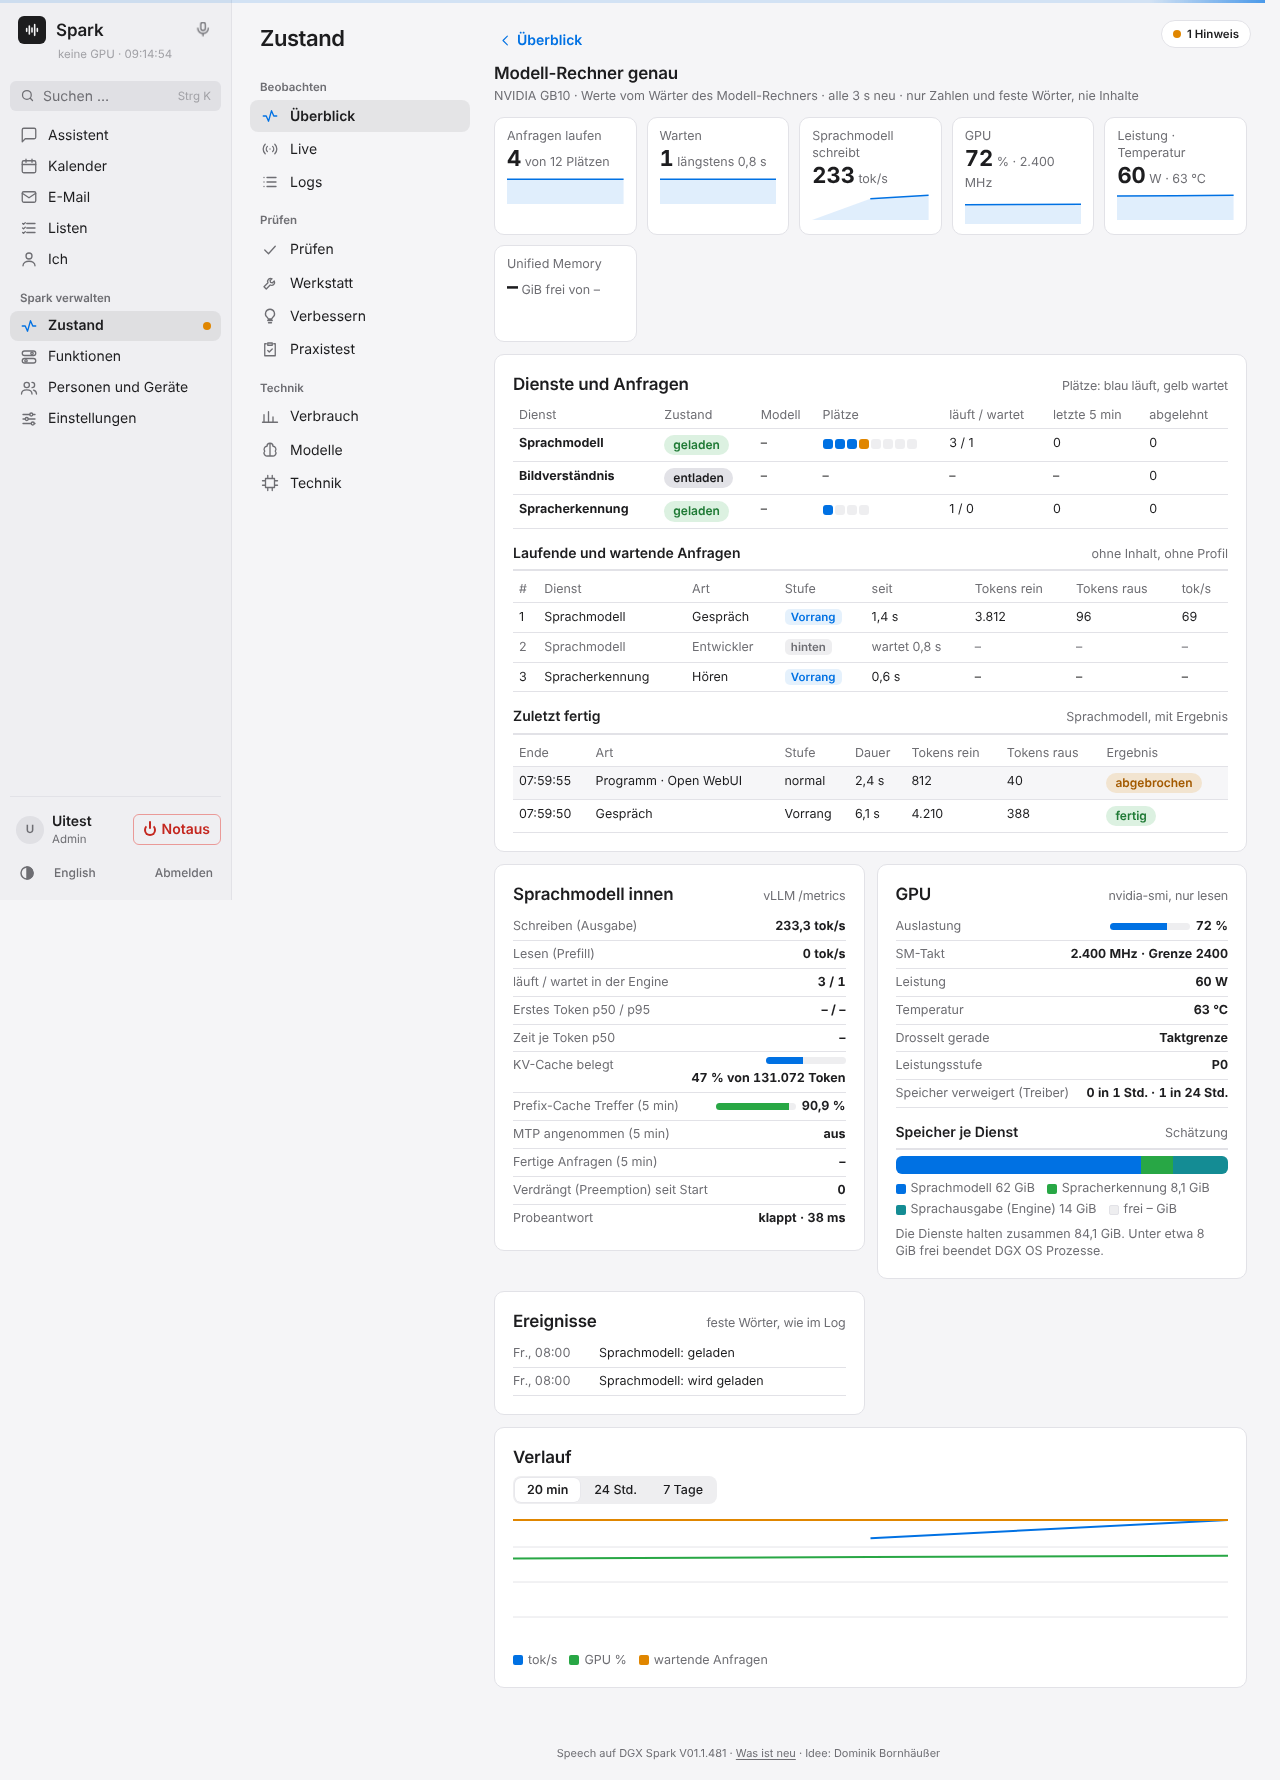 Spark
keine GPU · 09:14:54
Suchen ... Strg K
Assistent
Kalender
E-Mail
Listen
Ich
Spark verwalten
Zustand
Funktionen
Personen und Geräte
Einstellungen
U Uitest
Admin
Notaus
English Abmelden
Zustand
Beobachten
Überblick
Live
Logs
Prüfen
Prüfen
Werkstatt
Verbessern
Praxistest
Technik
Verbrauch
Modelle
Technik
Überblick
1 Hinweis
Modell-Rechner genau
NVIDIA GB10 · Werte vom Wärter des Modell-Rechners · alle 3 s neu · nur Zahlen und feste Wörter, nie Inhalte
Anfragen laufen
4 von 12 Plätzen
Warten
1 längstens 0,8 s
Sprachmodell
schreibt
233 tok/s
GPU
72 % · 2.400
MHz
Leistung ·
Temperatur
60 W · 63 °C
Unified Memory
– GiB frei von –
Dienste und Anfragen Plätze: blau läuft, gelb wartet
Dienst Zustand Modell Plätze läuft / wartet letzte 5 min abgelehnt
Sprachmodell geladen – 3 / 1 0 0
Bildverständnis entladen – – – – 0
Spracherkennung geladen – 1 / 0 0 0
Laufende und wartende Anfragen ohne Inhalt, ohne Profil
# Dienst Art Stufe seit Tokens rein Tokens raus tok/s
1 Sprachmodell Gespräch Vorrang 1,4 s 3.812 96 69
2 Sprachmodell Entwickler hinten wartet 0,8 s – – –
3 Spracherkennung Hören Vorrang 0,6 s – – –
Zuletzt fertig Sprachmodell, mit Ergebnis
Ende Art Stufe Dauer Tokens rein Tokens raus Ergebnis
07:59:55 Programm · Open WebUI normal 2,4 s 812 40 abgebrochen
07:59:50 Gespräch Vorrang 6,1 s 4.210 388 fertig
Sprachmodell innen vLLM /metrics
Schreiben (Ausgabe) 233,3 tok/s
Lesen (Prefill) 0 tok/s
läuft / wartet in der Engine 3 / 1
Erstes Token p50 / p95 – / –
Zeit je Token p50 –
KV-Cache belegt
47 % von 131.072 Token
Prefix-Cache Treffer (5 min) 90,9 %
MTP angenommen (5 min) aus
Fertige Anfragen (5 min) –
Verdrängt (Preemption) seit Start 0
Probeantwort klappt · 38 ms
GPU nvidia-smi, nur lesen
Auslastung 72 %
SM-Takt 2.400 MHz · Grenze 2400
Leistung 60 W
Temperatur 63 °C
Drosselt gerade Taktgrenze
Leistungsstufe P0
Speicher verweigert (Treiber) 0 in 1 Std. · 1 in 24 Std.
Speicher je Dienst Schätzung
Sprachmodell 62 GiB Spracherkennung 8,1 GiB
Sprachausgabe (Engine) 14 GiB frei – GiB
Die Dienste halten zusammen 84,1 GiB. Unter etwa 8
GiB frei beendet DGX OS Prozesse.
Ereignisse feste Wörter, wie im Log
Fr., 08:00 Sprachmodell: geladen
Fr., 08:00 Sprachmodell: wird geladen
Verlauf
20 min 24 Std. 7 Tage
tok/s GPU % wartende Anfragen
Speech auf DGX Spark V01.1.481 · Was ist neu · Idee: Dominik Bornhäußer